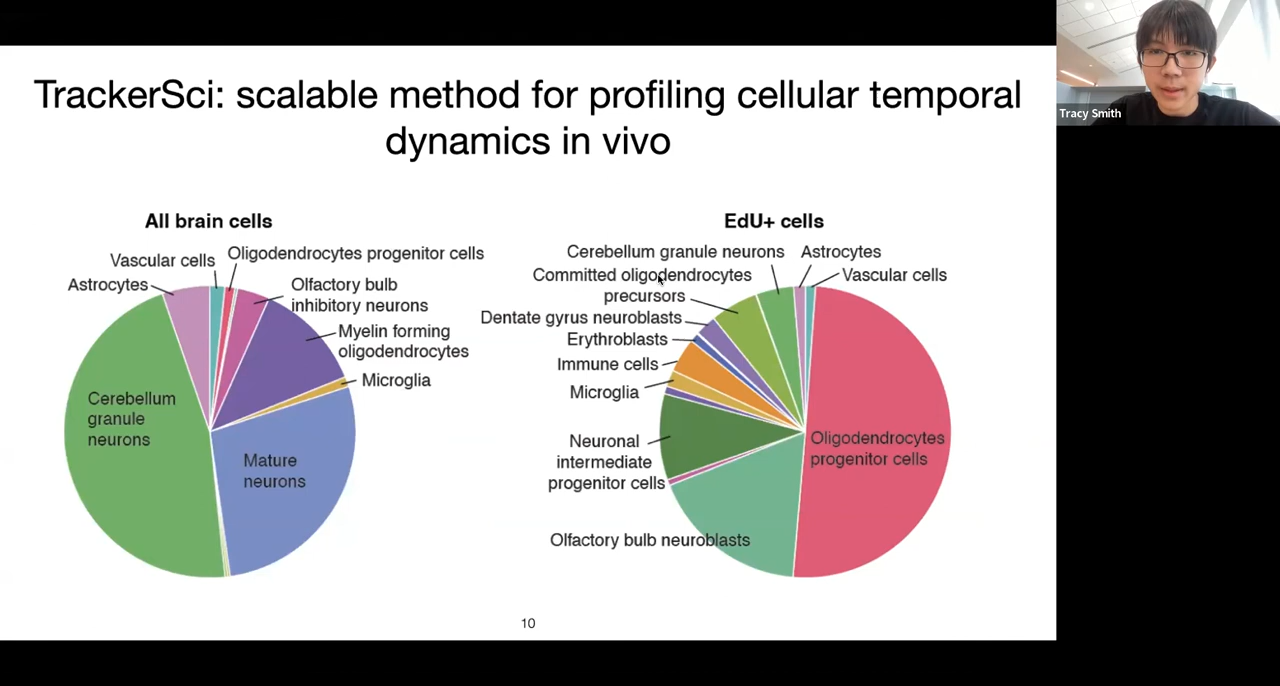 TrackerSci: scalable method for profiling cellular temporal
dynamics in vivo
Tracy Smith
All brain cells
Vascular cells
Oligodendrocytes progenitor cells
Astrocytes
Olfactory bulb
inhibitory neurons
Myelin forming
oligodendrocytes
Microglia
Cerebellum
granule
neurons
Mature
neurons
EdU+ cells
Cerebellum granule neurons
Astrocytes
Committed oligodendrocytes
precursors
Vascular cells
Dentate gyrus neuroblasts
Erythroblasts
Immune cells
Microglia
Neuronal
intermediate
progenitor cells
Oligodendrocytes
progenitor cells
Olfactory bulb neuroblasts
10